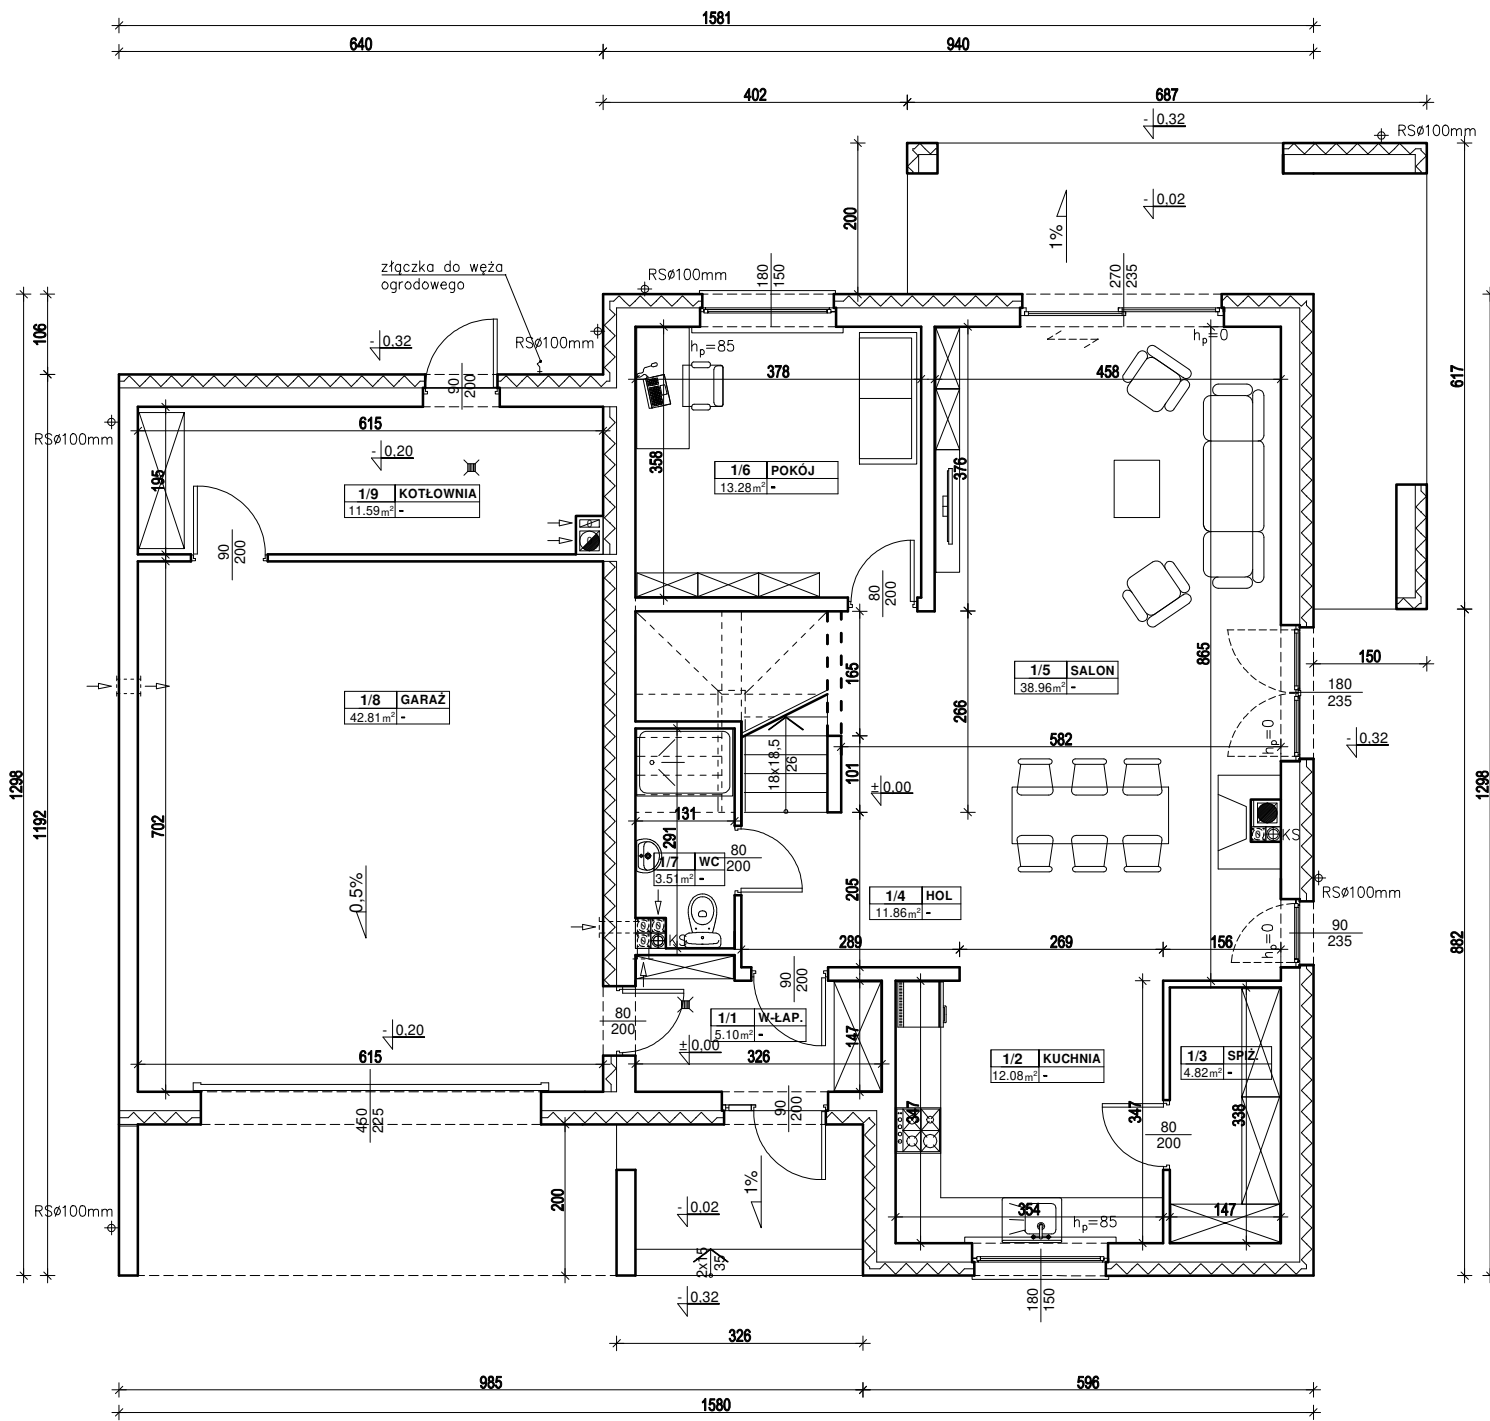 1581
640
940
402
687
- 0,32
RSø100mm
- 0,02
200
1%
złączka do węża
ogrodowego
RSø100mm
180
150
270
235
106
- 0,32
RSø100mm
hp=85
hp=0
90
200
378
458
617
615
RSø100mm
- 0,20
195
358
376
1/6 POKÓJ
13.28m² -
1/9 KOTŁOWNIA
11.59m² -
90
200
80
200
165
266
865
1/5 SALON
38.96m² -
150
1/8 GARAŻ
42.81m² -
180
235
hp=0
- 0,32
582
18x18,5
26
101
±0.00
1298
1192
1298
702
131
291
KS
1/7 WC
3.51m² -
80
200
RSø100mm
0,5%
205
1/4 HOL
11.86m² -
KS
90
235
hp=0
289
269
156
882
90
200
80
200
1/1 W-ŁAP.
5.10m² -
147
- 0,20
±0,00
615
326
1/2 KUCHNIA
12.08m² -
1/3 SPIŻ.
4.82m² -
450
225
90
200
347
347
338
80
200
1%
200
RSø100mm
- 0,02
354
hp=85
147
2x15
35
- 0,32
180
150
326
985
596
1580